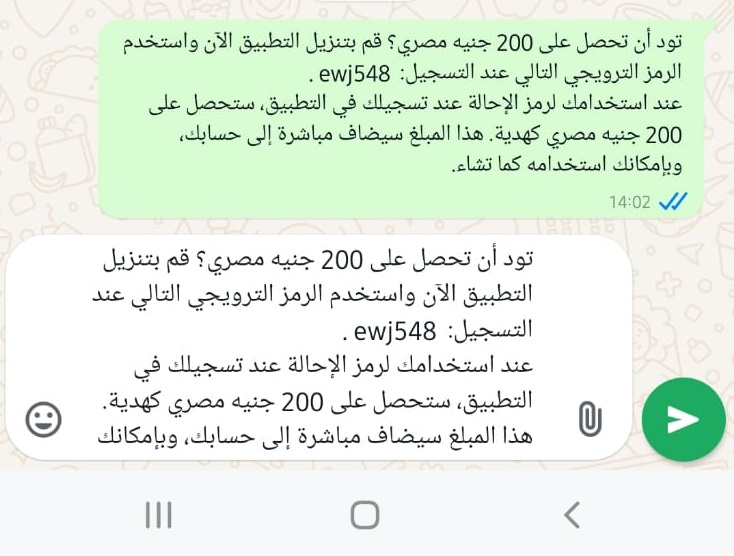 تود أن تحصل على 200 جنيه مصري؟ قم بتنزيل التطبيق الآن واستخدم
الرمز الترويجي التالي عند التسجيل: ewj548 .
عند استخدامك لرمز الإحالة عند تسجيلك في التطبيق، ستحصل على
200 جنيه مصري كهدية. هذا المبلغ سيضاف مباشرة إلى حسابك،
وبإمكانك استخدامه كما تشاء.
14:02
تود أن تحصل على 200 جنيه مصري؟ قم بتنزيل
التطبيق الآن واستخدم الرمز الترويجي التالي عند
التسجيل: ewj548 .
عند استخدامك لرمز الإحالة عند تسجيلك في
التطبيق، ستحصل على 200 جنيه مصري كهدية.
هذا المبلغ سيضاف مباشرة إلى حسابك، وبإمكانك